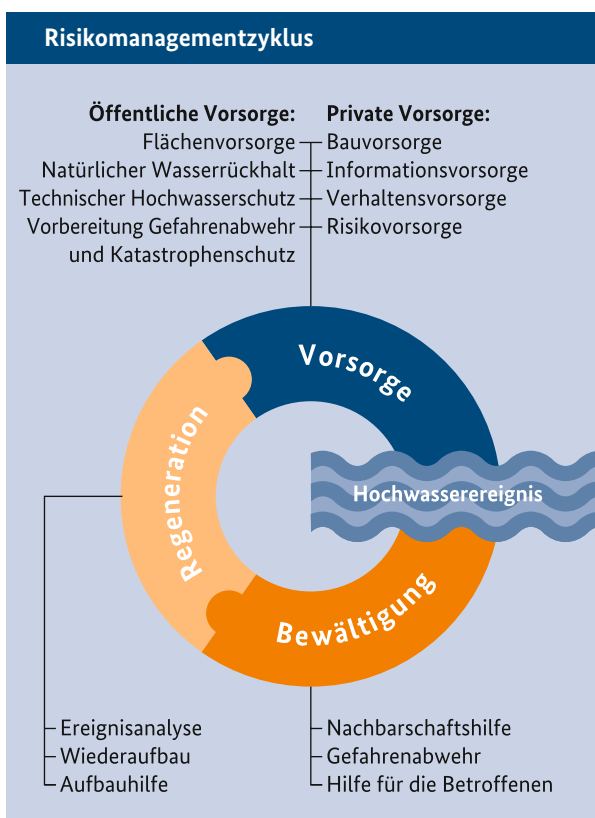 Risikomanagementzyklus
Öffentliche Vorsorge:
Flächenvorsorge
Natürlicher Wasserrückhalt
Technischer Hochwasserschutz
Vorbereitung Gefahrenabwehr
und Katastrophenschutz
Private Vorsorge:
Bauvorsorge
Informationsvorsorge
Verhaltensvorsorge
Risikovorsorge
Vorsorge
Hochwasserereignis
Bewältigung
Regeneration
Ereignisanalyse
Wiederaufbau
Aufbauhilfe
Nachbarschaftshilfe
Gefahrenabwehr
Hilfe für die Betroffenen